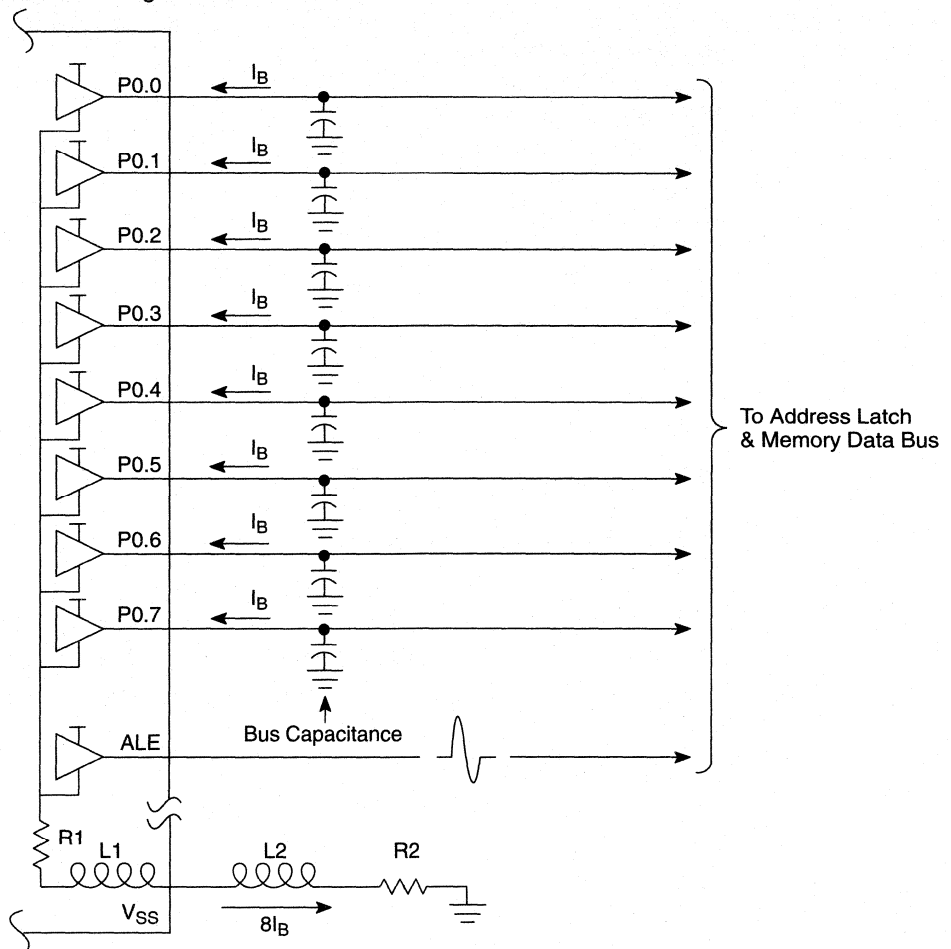 I_B
P0.0
I_B
P0.1
I_B
P0.2
I_B
P0.3
I_B
P0.4
I_B
P0.5
I_B
P0.6
I_B
P0.7
To Address Latch
& Memory Data Bus
Bus Capacitance
ALE
R1
L1
L2
R2
V_SS
8I_B